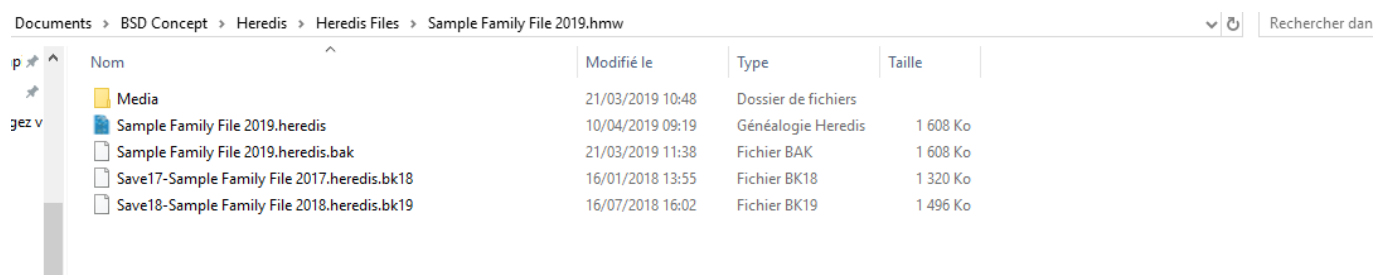 Documents > BSD Concept > Heredis > Heredis Files > Sample Family File 2019.hmw Rechercher dan
Nom Modifié le Type Taille
Media 21/03/2019 10:48 Dossier de fichiers
Sample Family File 2019.heredis 10/04/2019 09:19 Généalogie Heredis 1 608 Ko
Sample Family File 2019.heredis.bak 21/03/2019 11:38 Fichier BAK 1 608 Ko
Save17-Sample Family File 2017.heredis.bk18 16/01/2018 13:55 Fichier BK18 1 320 Ko
Save18-Sample Family File 2018.heredis.bk19 16/07/2018 16:02 Fichier BK19 1 496 Ko